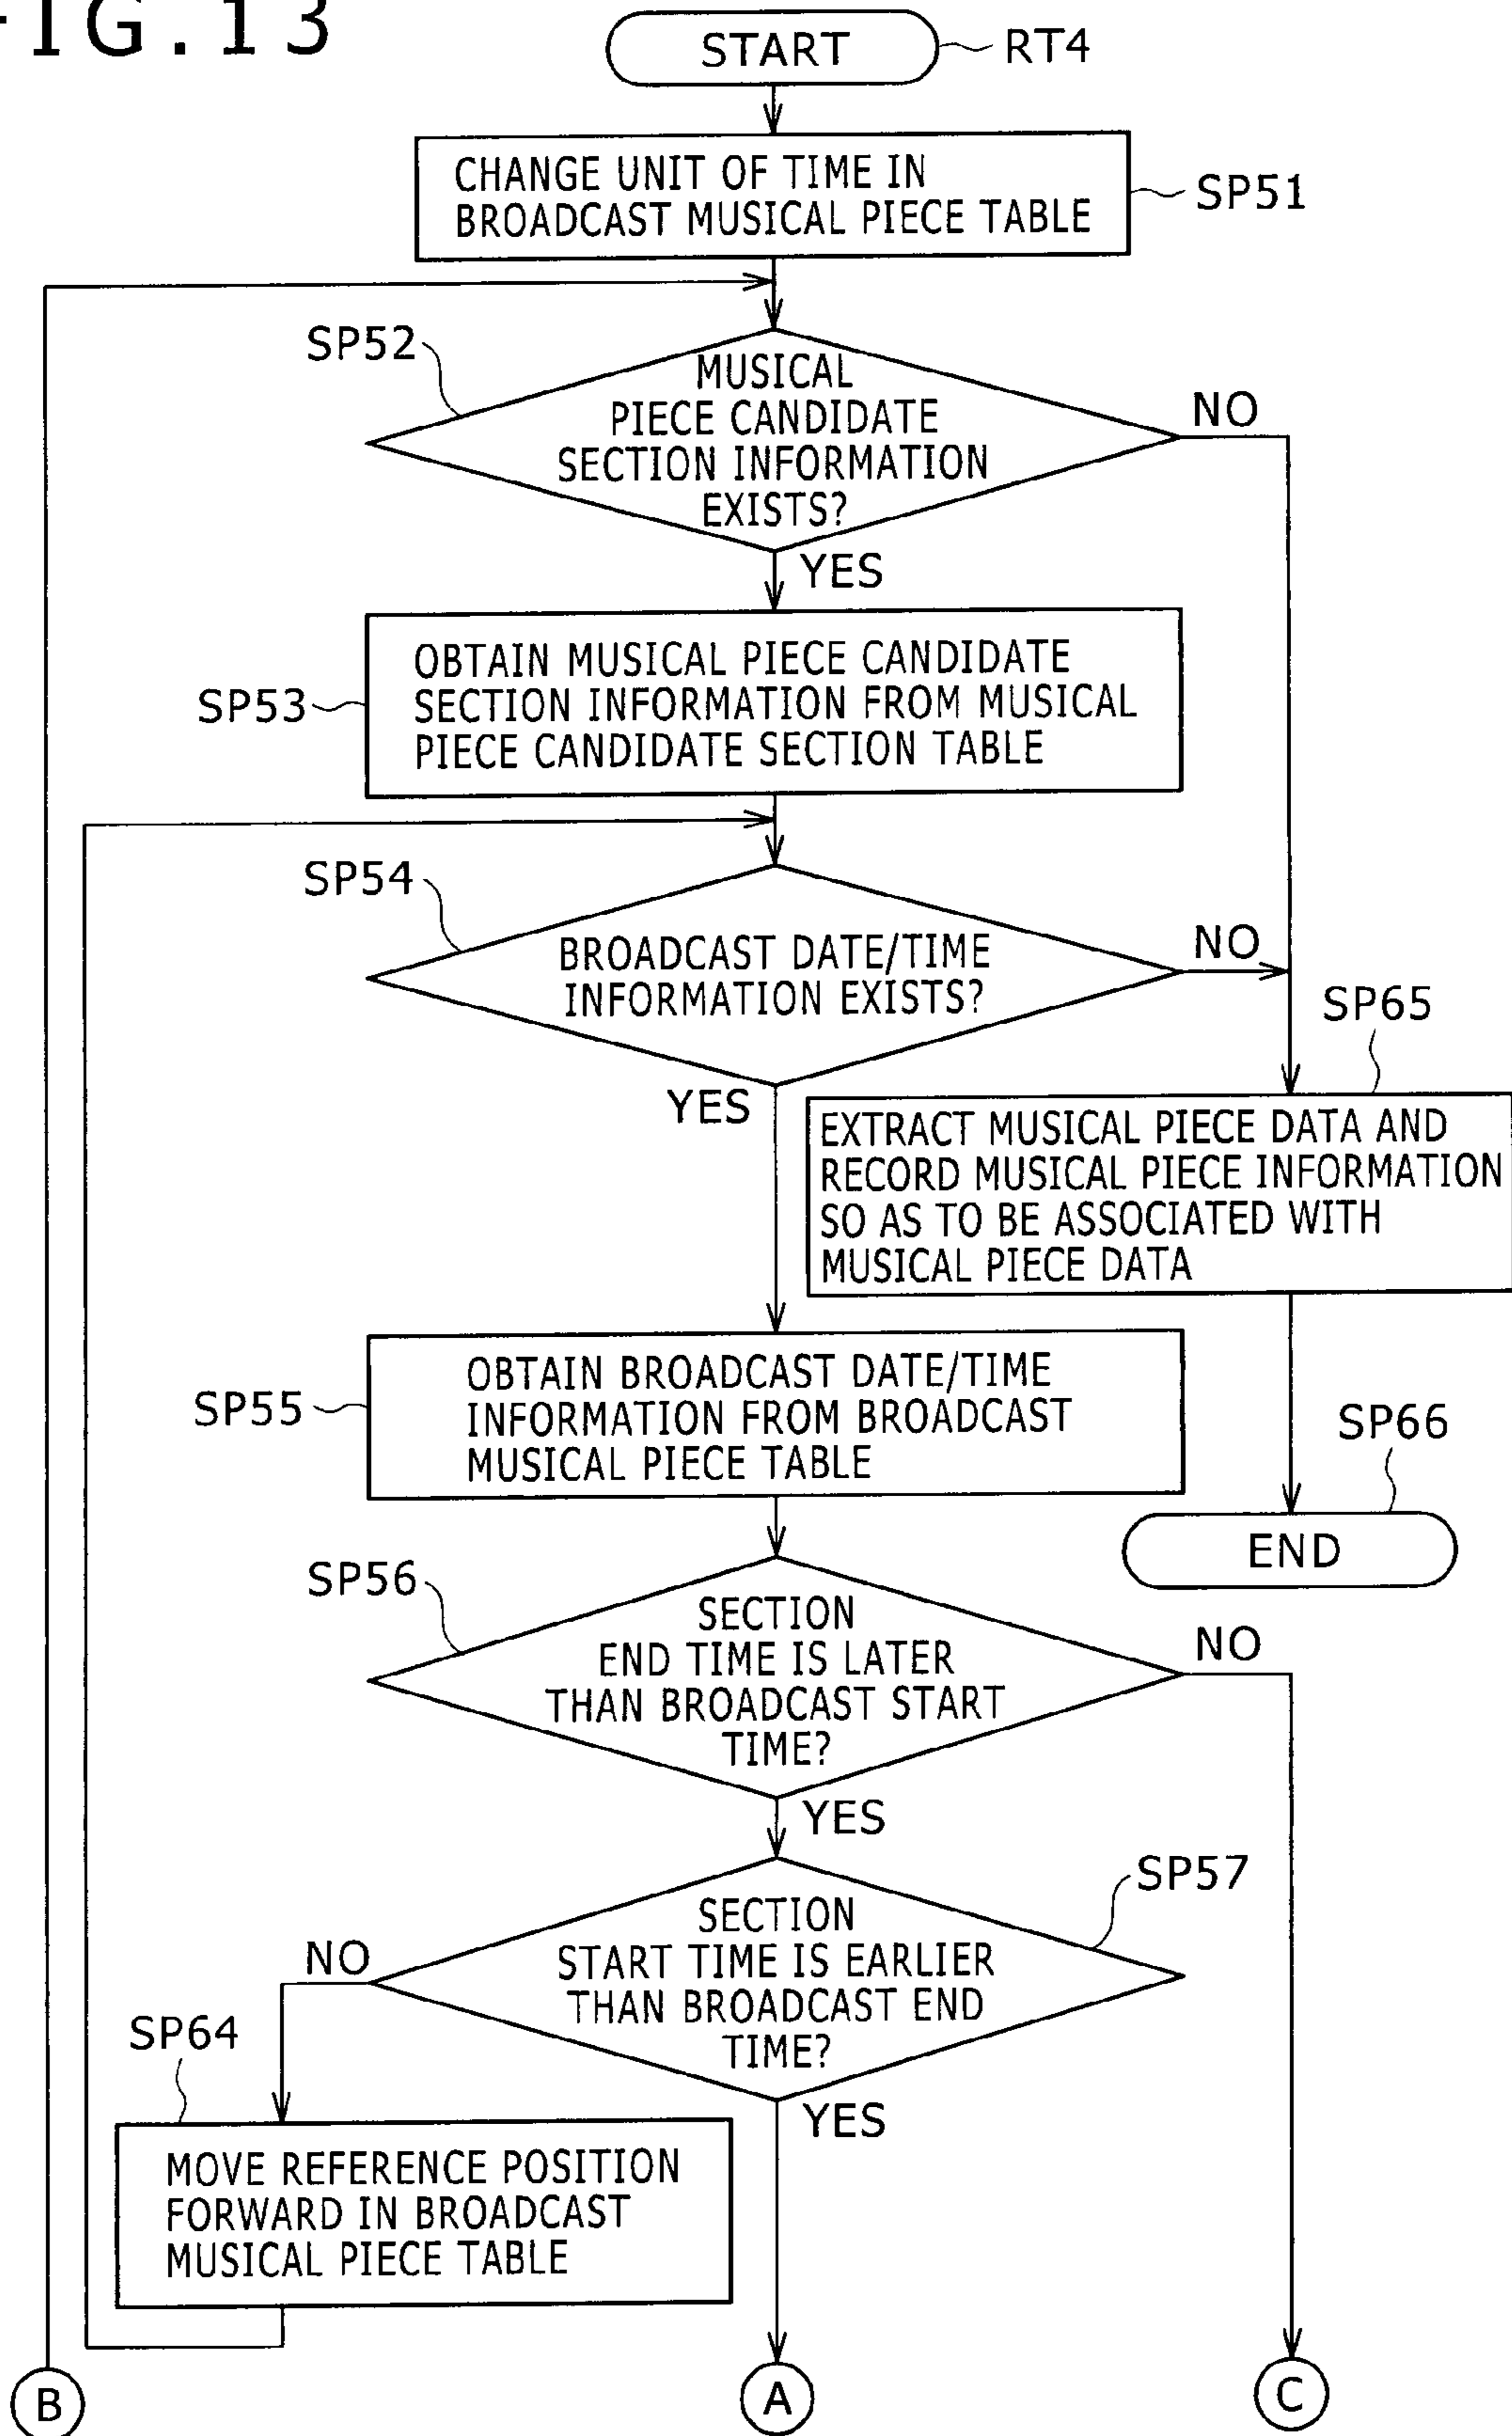 FIG.13
START
RT4
CHANGE UNIT OF TIME IN
BROADCAST MUSICAL PIECE TABLE
SP51
SP52
MUSICAL
PIECE CANDIDATE
SECTION INFORMATION
EXISTS?
NO
YES
SP53
OBTAIN MUSICAL PIECE CANDIDATE
SECTION INFORMATION FROM MUSICAL
PIECE CANDIDATE SECTION TABLE
SP54
BROADCAST DATE/TIME
INFORMATION EXISTS?
NO
YES
SP65
EXTRACT MUSICAL PIECE DATA AND
RECORD MUSICAL PIECE INFORMATION
SO AS TO BE ASSOCIATED WITH
MUSICAL PIECE DATA
SP55
OBTAIN BROADCAST DATE/TIME
INFORMATION FROM BROADCAST
MUSICAL PIECE TABLE
SP66
END
SP56
SECTION
END TIME IS LATER
THAN BROADCAST START
TIME?
NO
YES
SP57
SECTION
START TIME IS EARLIER
THAN BROADCAST END
TIME?
NO
YES
SP64
MOVE REFERENCE POSITION
FORWARD IN BROADCAST
MUSICAL PIECE TABLE
B
A
C